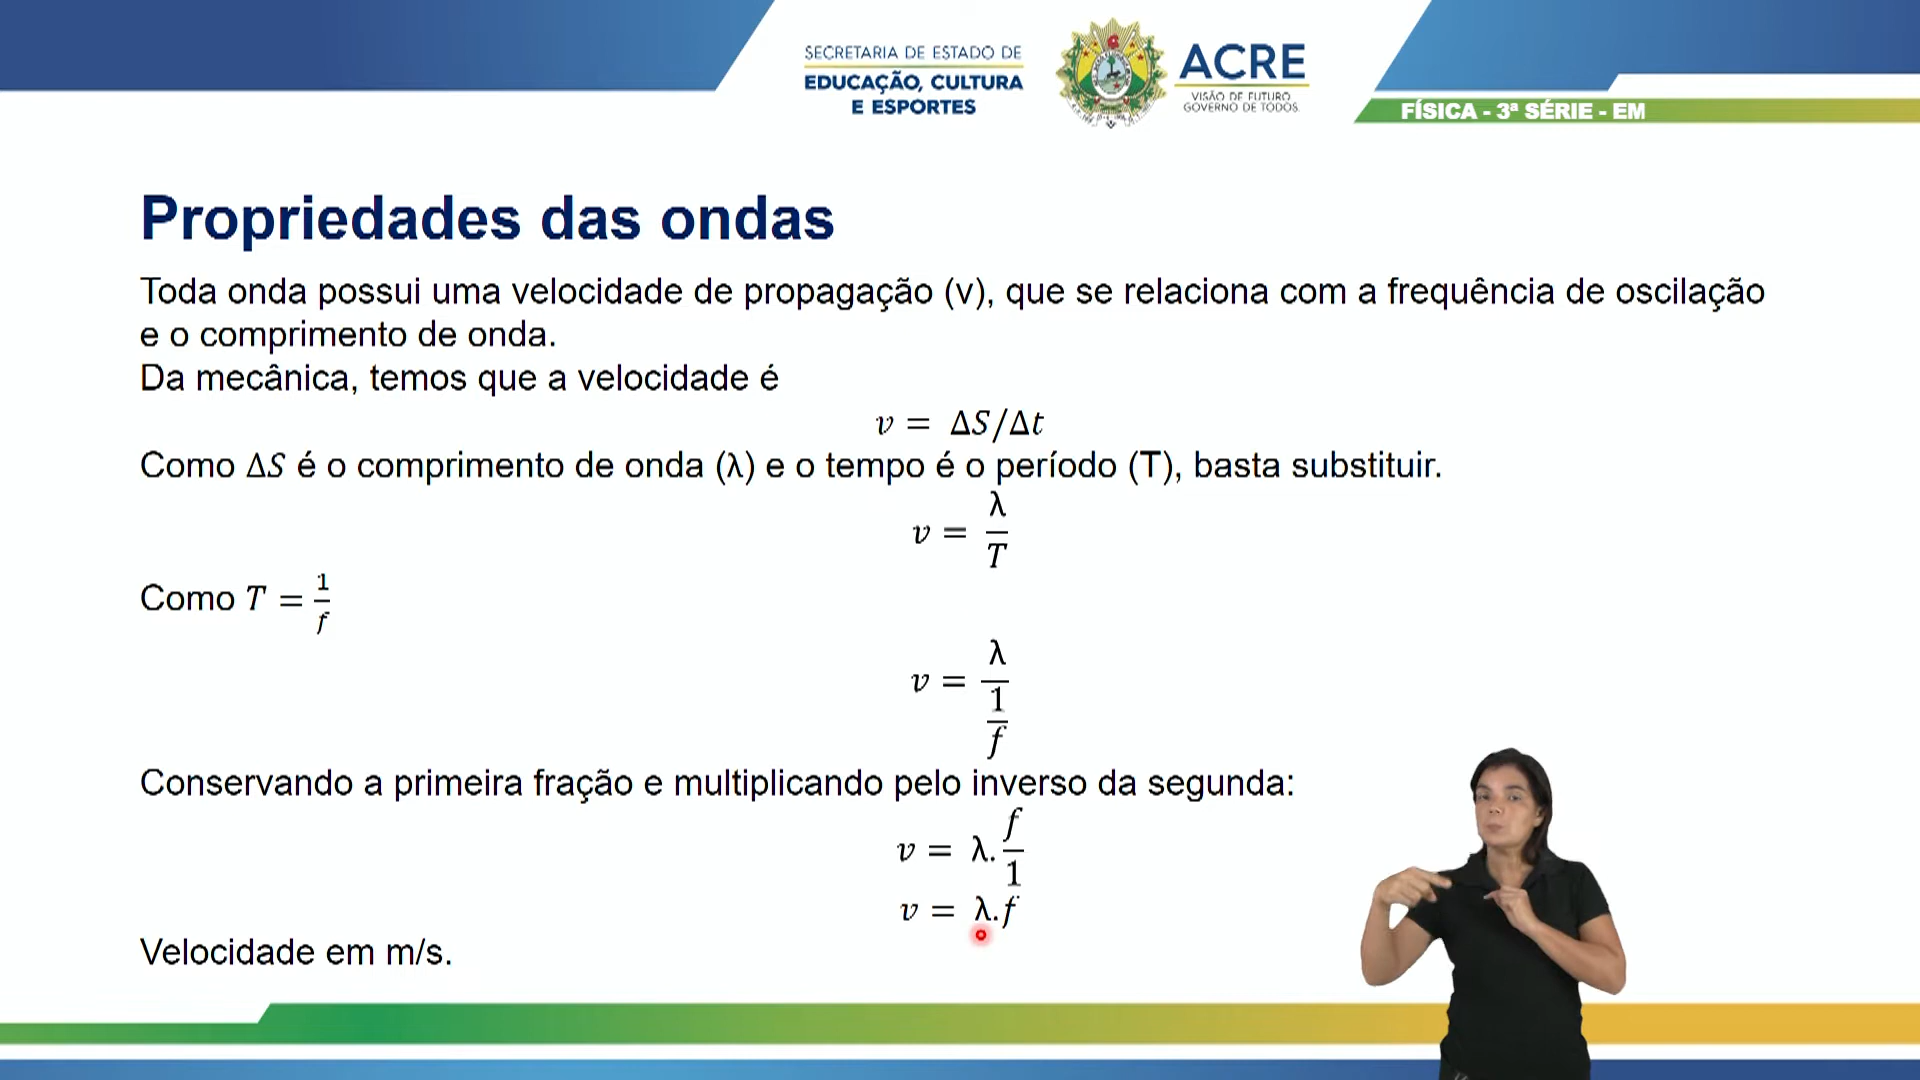 SECRETARIA DE ESTADO DE
EDUCAÇÃO, CULTURA
E ESPORTES
ACRE
VISÃO DE FUTURO
GOVERNO DE TODOS
FÍSICA - 3ª SÉRIE - EM
Propriedades das ondas
Toda onda possui uma velocidade de propagação (v), que se relaciona com a frequência de oscilação
e o comprimento de onda.
Da mecânica, temos que a velocidade é
v = ΔS/Δt
Como ΔS é o comprimento de onda (λ) e o tempo é o período (T), basta substituir.
v = λ/T
Como T = 1/f
v = λ/(1/f)
Conservando a primeira fração e multiplicando pelo inverso da segunda:
v = λ.f/1
v = λ.f
Velocidade em m/s.